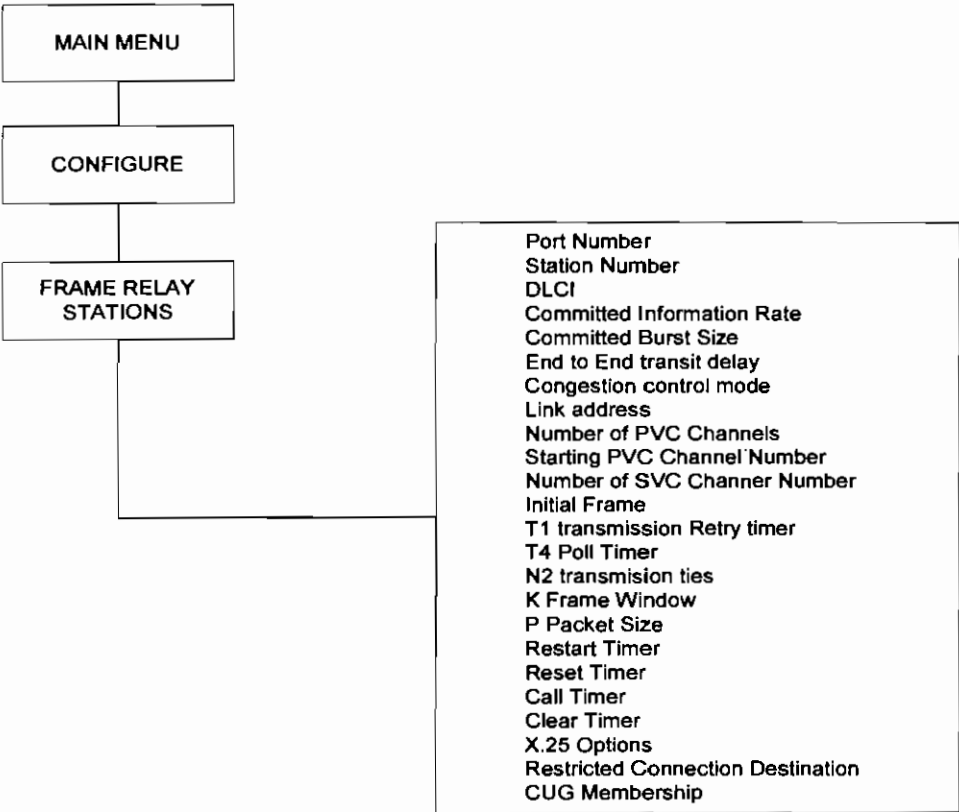 MAIN MENU
CONFIGURE
FRAME RELAY
STATIONS
Port Number
Station Number
DLCI
Committed Information Rate
Committed Burst Size
End to End transit delay
Congestion control mode
Link address
Number of PVC Channels
Starting PVC Channel Number
Number of SVC Channer Number
Initial Frame
T1 transmission Retry timer
T4 Poll Timer
N2 transmision ties
K Frame Window
P Packet Size
Restart Timer
Reset Timer
Call Timer
Clear Timer
X.25 Options
Restricted Connection Destination
CUG Membership